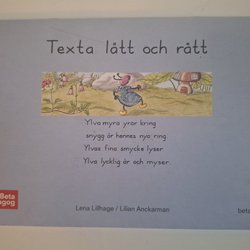 Texta lätt och rätt
Ylva myra yrar kring
snygg är hennes nya ring.
Ylvas fina smycke lyser
Ylva lycklig är och myser.
Lena Lillhage / Lilian Anckarman
Beta
beta